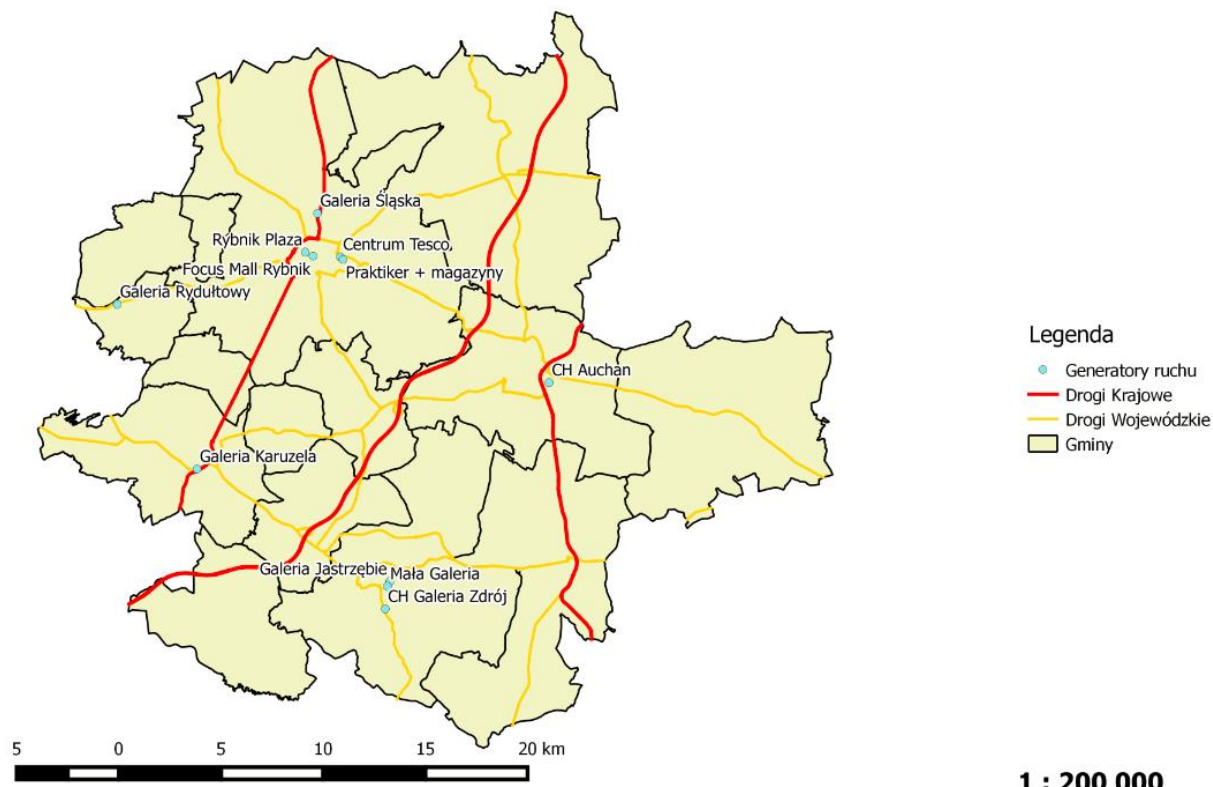 Galeria Śląska
Rybnik Plaza
Centrum Tesco
Focus Mall Rybnik
Praktiker + magazyny
Galeria Rydułtowy
CH Auchan
Galeria Karuzela
Galeria Jastrzębie
Mała Galeria
CH Galeria Zdrój
Legenda
Generatory ruchu
Drogi Krajowe
Drogi Wojewódzkie
Gminy
5 0 5 10 15 20 km
1 : 200 000